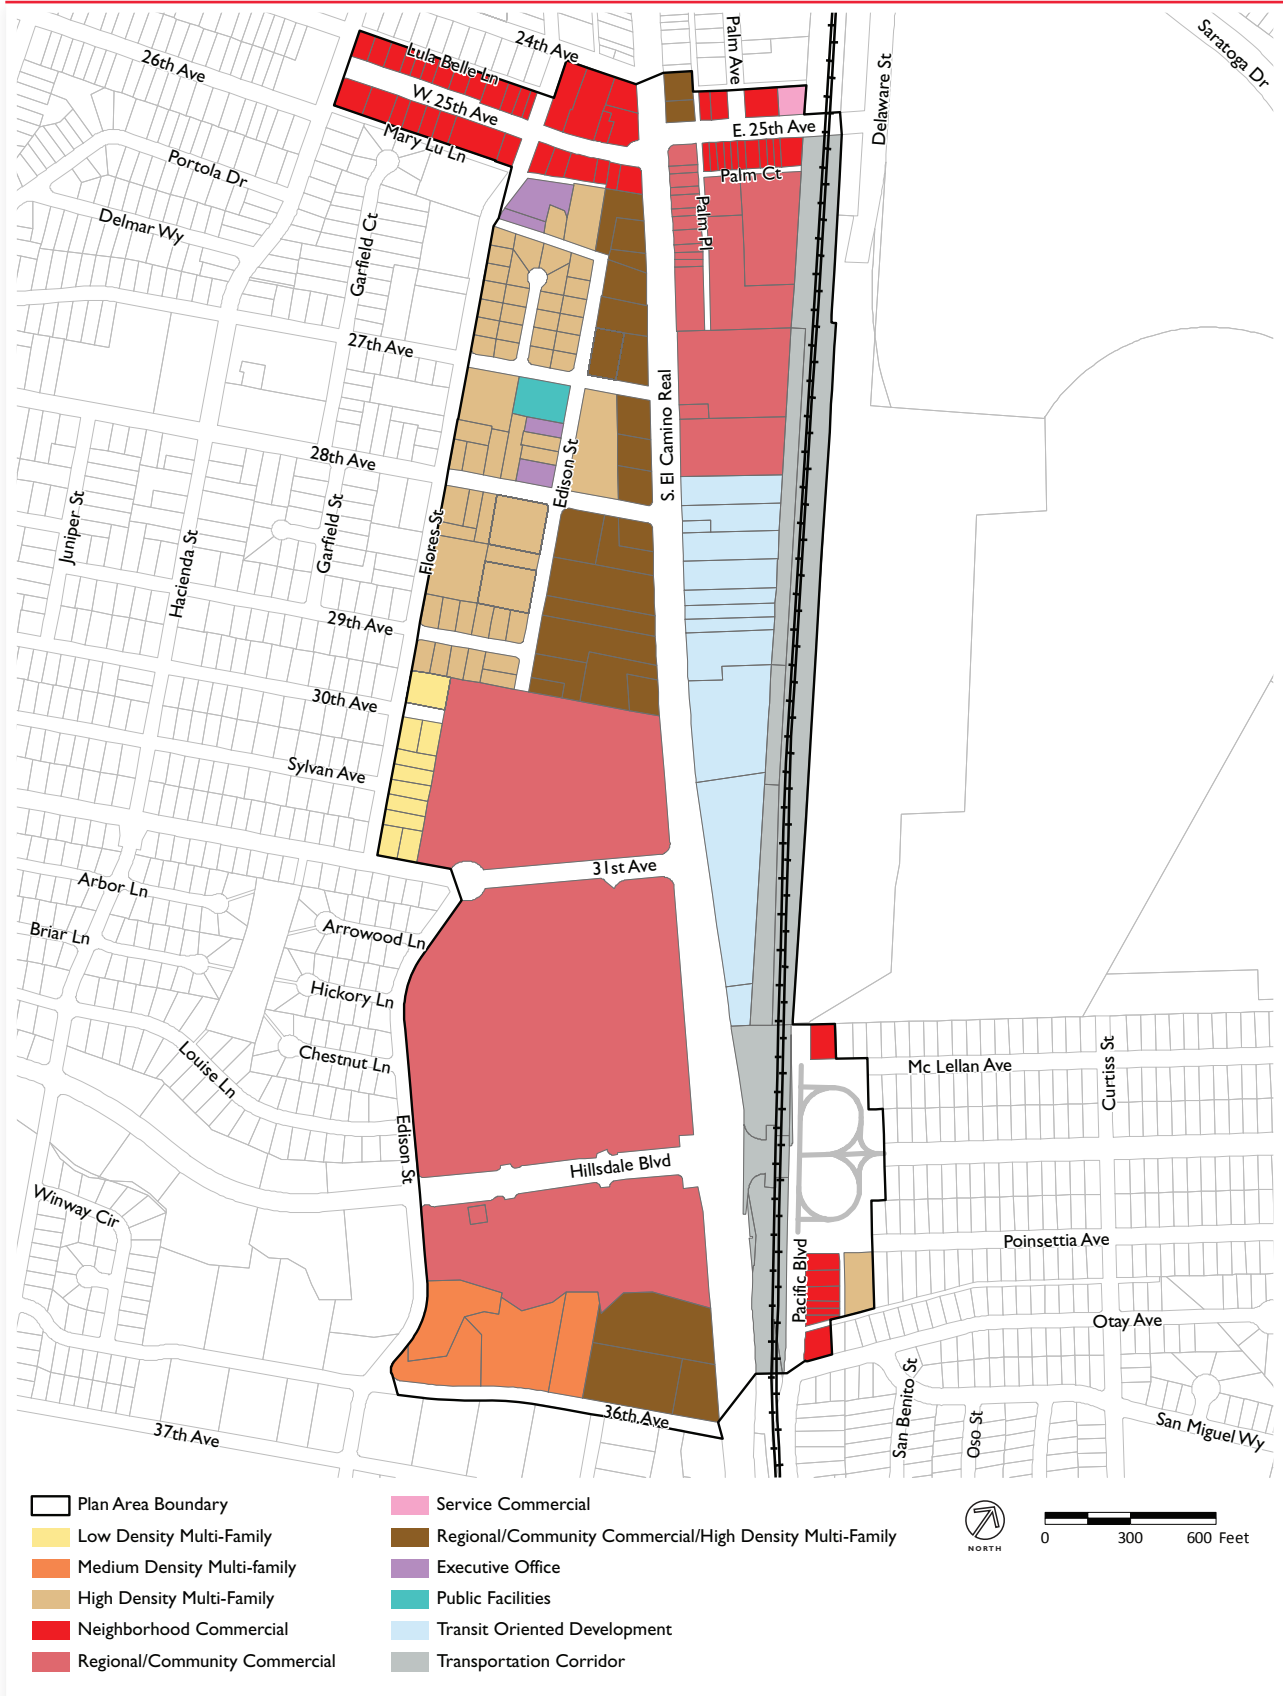 24th Ave
Palm Ave
Saratoga Dr
26th Ave
Lula Belle Ln
Delaware St
W. 25th Ave
E. 25th Ave
Mary Lu Ln
Portola Dr
Palm Ct
Palm Pl
Delmar Wy
Garfield Ct
27th Ave
S. El Camino Real
28th Ave
Edison St
Juniper St
Hacienda St
Garfield St
Flores St
29th Ave
30th Ave
Sylvan Ave
31st Ave
Arbor Ln
Briar Ln
Arrowood Ln
Hickory Ln
Chestnut Ln
Louise Ln
Mc Lellan Ave
Curtiss St
Edison St
Hillsdale Blvd
Winway Cir
Pacific Blvd
Poinsettia Ave
Otay Ave
San Benito St
Oso St
San Miguel Wy
36th Ave
37th Ave
Plan Area Boundary
Low Density Multi-Family
Medium Density Multi-family
High Density Multi-Family
Neighborhood Commercial
Regional/Community Commercial
Service Commercial
Regional/Community Commercial/High Density Multi-Family
Executive Office
Public Facilities
Transit Oriented Development
Transportation Corridor
NORTH
0 300 600 Feet